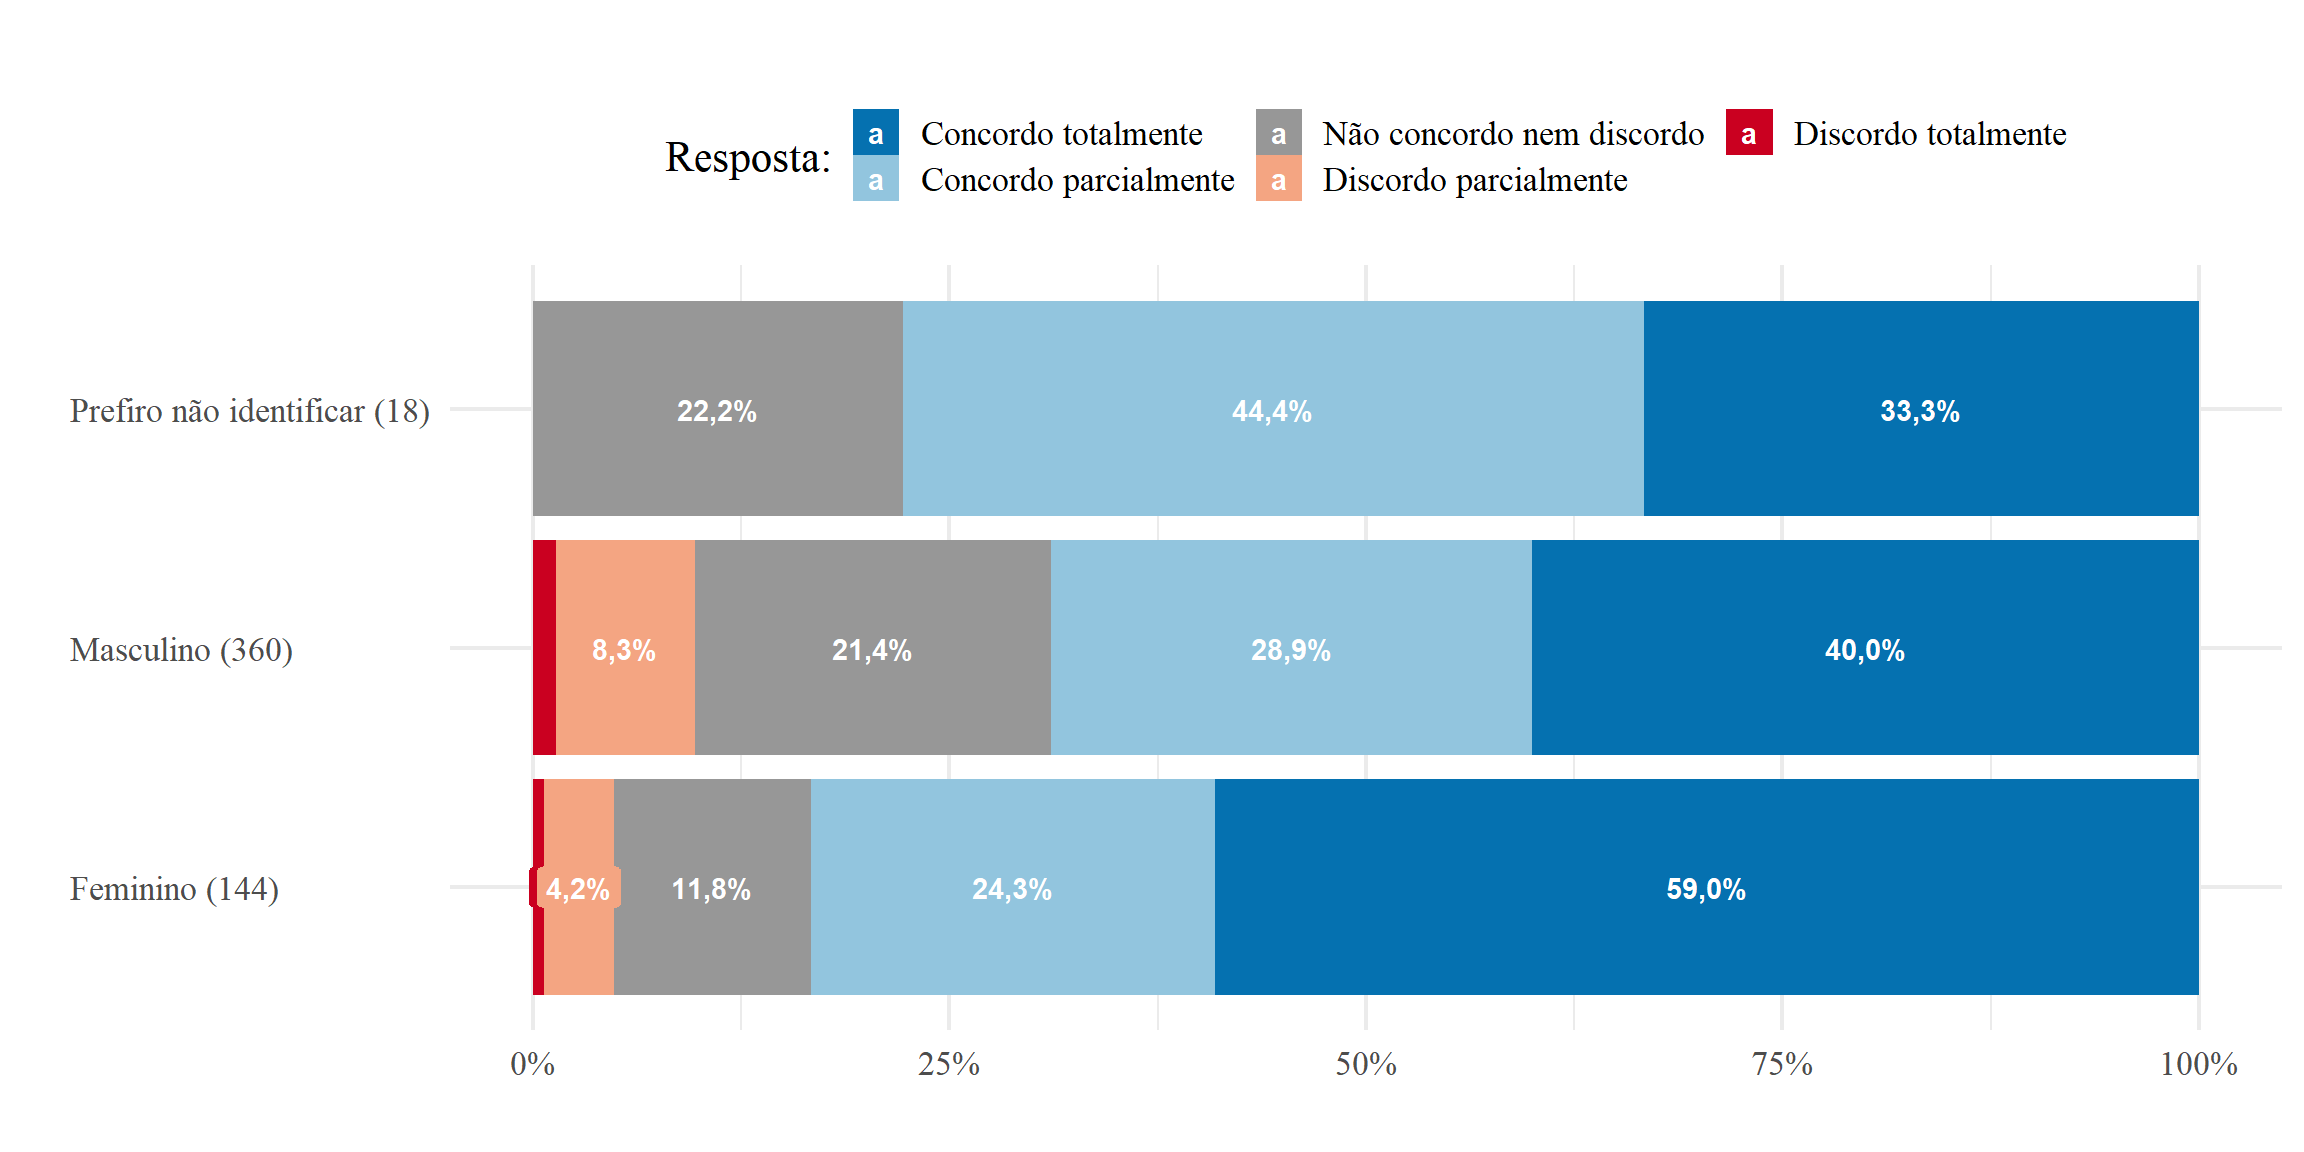 Resposta:
a Concordo totalmente
a Concordo parcialmente
a Não concordo nem discordo
a Discordo parcialmente
a Discordo totalmente
Prefiro não identificar (18)
22,2% 44,4% 33,3%
Masculino (360)
8,3% 21,4% 28,9% 40,0%
Feminino (144)
4,2% 11,8% 24,3% 59,0%
0% 25% 50% 75% 100%